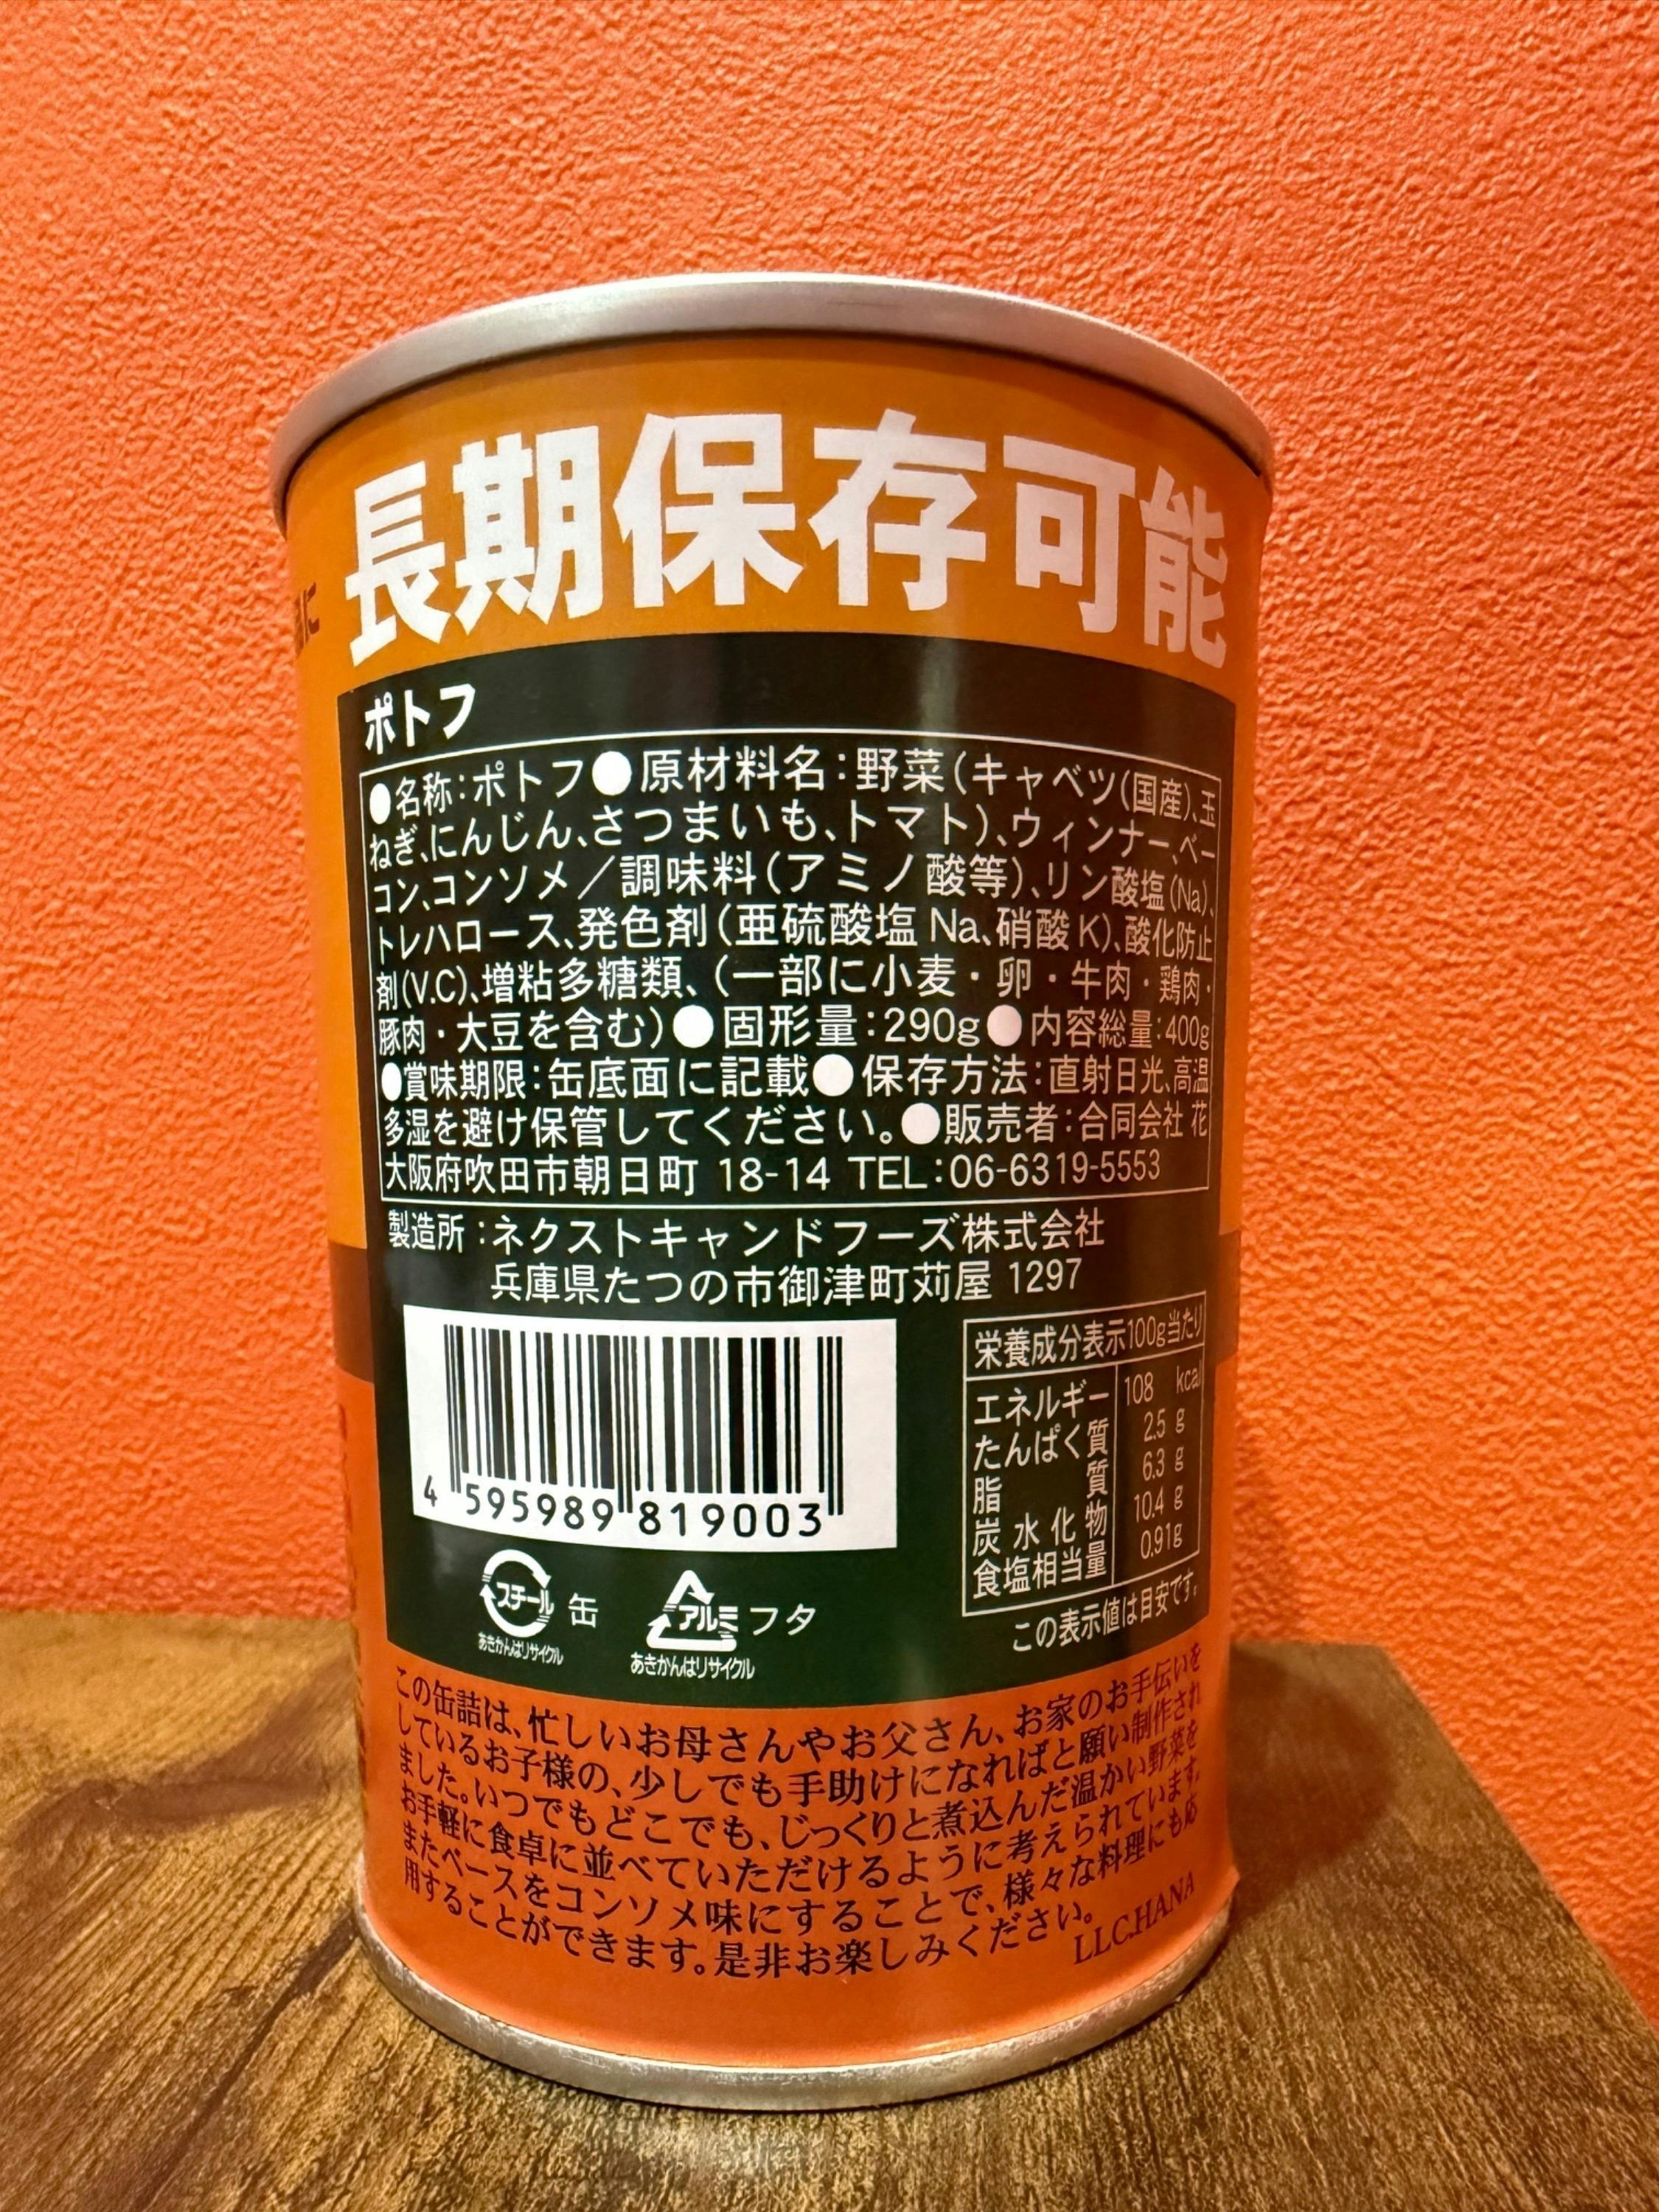 に
長期保存可能
ポトフ
●名称:ポトフ●原材料名:野菜(キャベツ(国産)、玉
ねぎ、にんじん、さつまいも、トマト)、ウィンナー、ベー
コン、コンソメ/調味料(アミノ酸等)、リン酸塩(Na)、
トレハロース、発色剤(亜硫酸塩Na、硝酸K)、酸化防止
剤(V.C)、増粘多糖類、(一部に小麦・卵・牛肉・鶏肉・
豚肉・大豆を含む)●固形量:290g●内容総量:400g
●賞味期限:缶底面に記載●保存方法:直射日光、高温
多湿を避け保管してください。●販売者:合同会社 花
大阪府吹田市朝日町 18-14 TEL:06-6319-5553
製造所:ネクストキャンドフーズ株式会社
兵庫県たつの市御津町苅屋 1297
4 595989 819003
栄養成分表示100g当たり
エネルギー 108 kcal
たんぱく質 2.5 g
脂質 6.3 g
炭水化物 10.4 g
食塩相当量 0.91g
この表示値は目安です。
スチール 缶
あきかんはリサイクル
アルミ フタ
あきかんはリサイクル
この缶詰は、忙しいお母さんやお父さん、お家のお手伝いを
しているお子様の、少しでも手助けになればと願い制作され
ました。いつでもどこでも、じっくりと煮込んだ温かい野菜を
お手軽に食卓に並べていただけるように考えられています。
またベースをコンソメ味にすることで、様々な料理にも応
用することができます。是非お楽しみください。
LLC.HANA